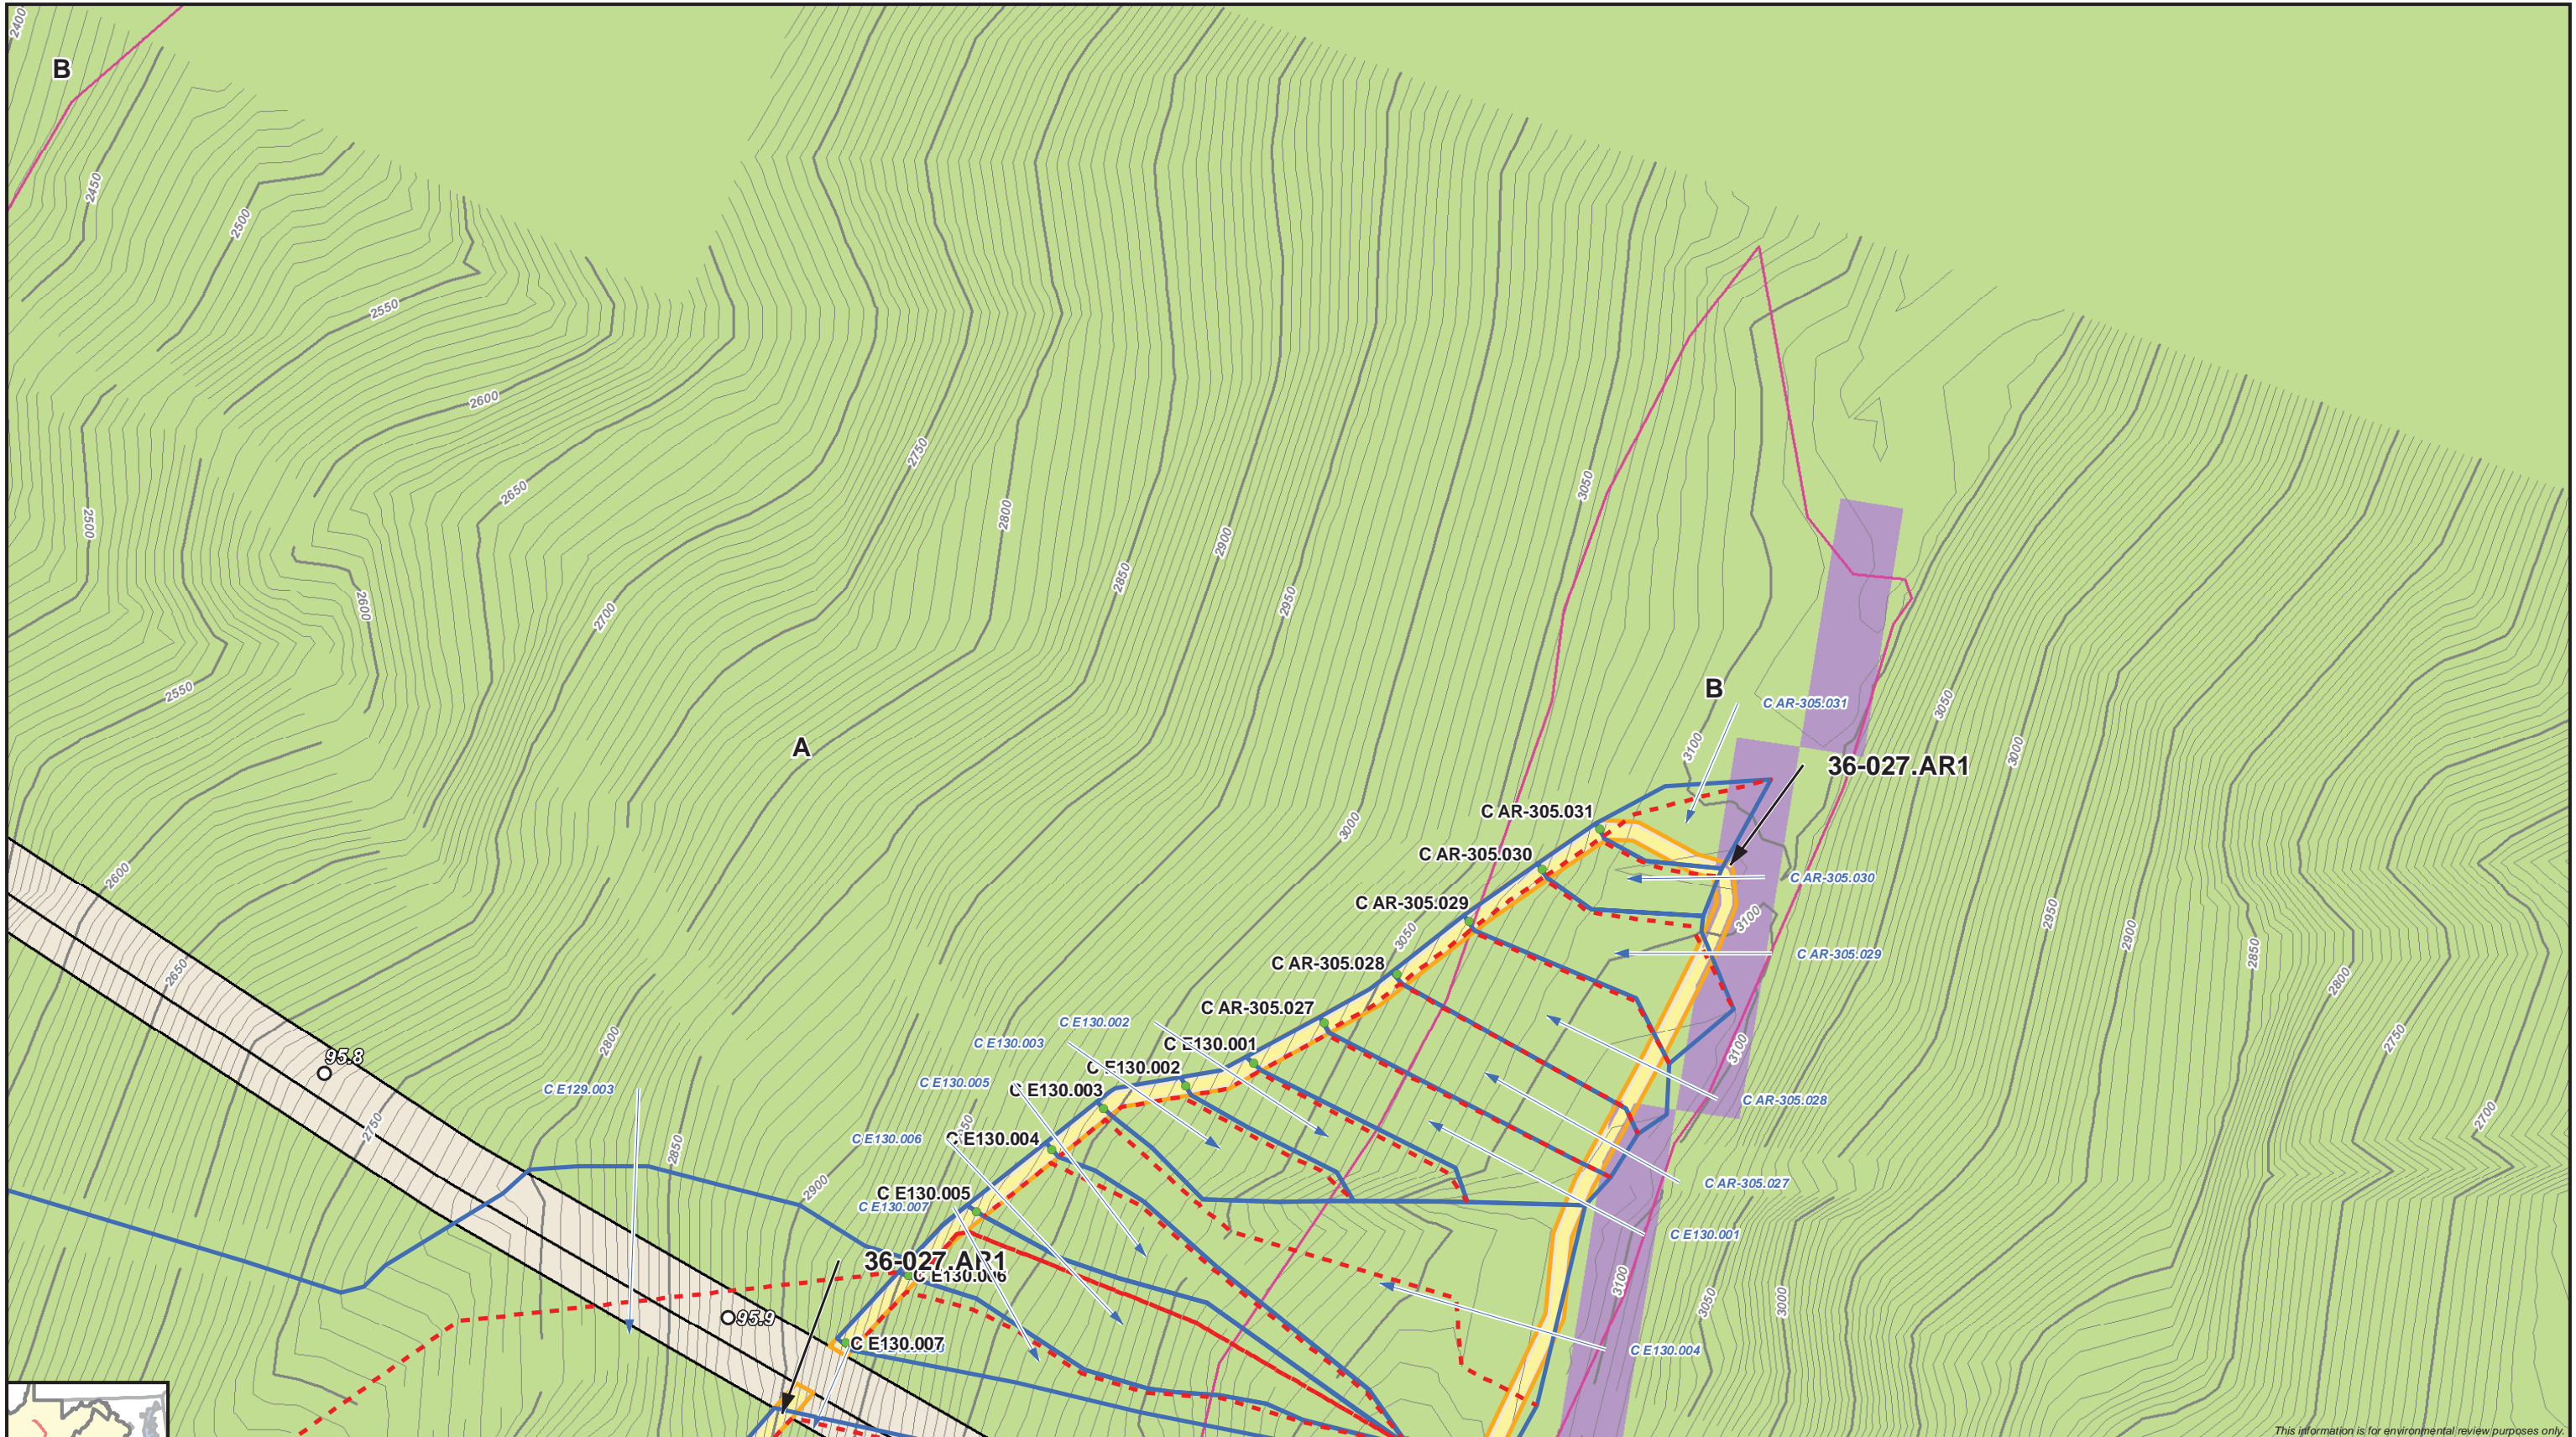 2400
B
2450
2500
2550
2600
2750
3050
2650
2500
2800
2900
2850
2950
2600
2700
2550
B
C AR-305.031
3050
3100
A
3000
36-027.AR1
C AR-305.031
3000
C AR-305.030
2600
C AR-305.030
C AR-305.029
3100
2950
2900
3050
2850
C AR-305.029
C AR-305.028
2650
2800
C AR-305.027
C E130.002
2800
C E130.003
C E130.001
3100
2750
95.8
C E130.002
C E130.005
C E129.003
C E130.003
C AR-305.028
2750
2700
C E130.006
C E130.004
2850
2900
C E130.005
C AR-305.027
C E130.007
C E130.001
36-027.AR1
C E130.006
3100
3050
3000
95.9
C E130.007
C E130.004
This information is for environmental review purposes only.